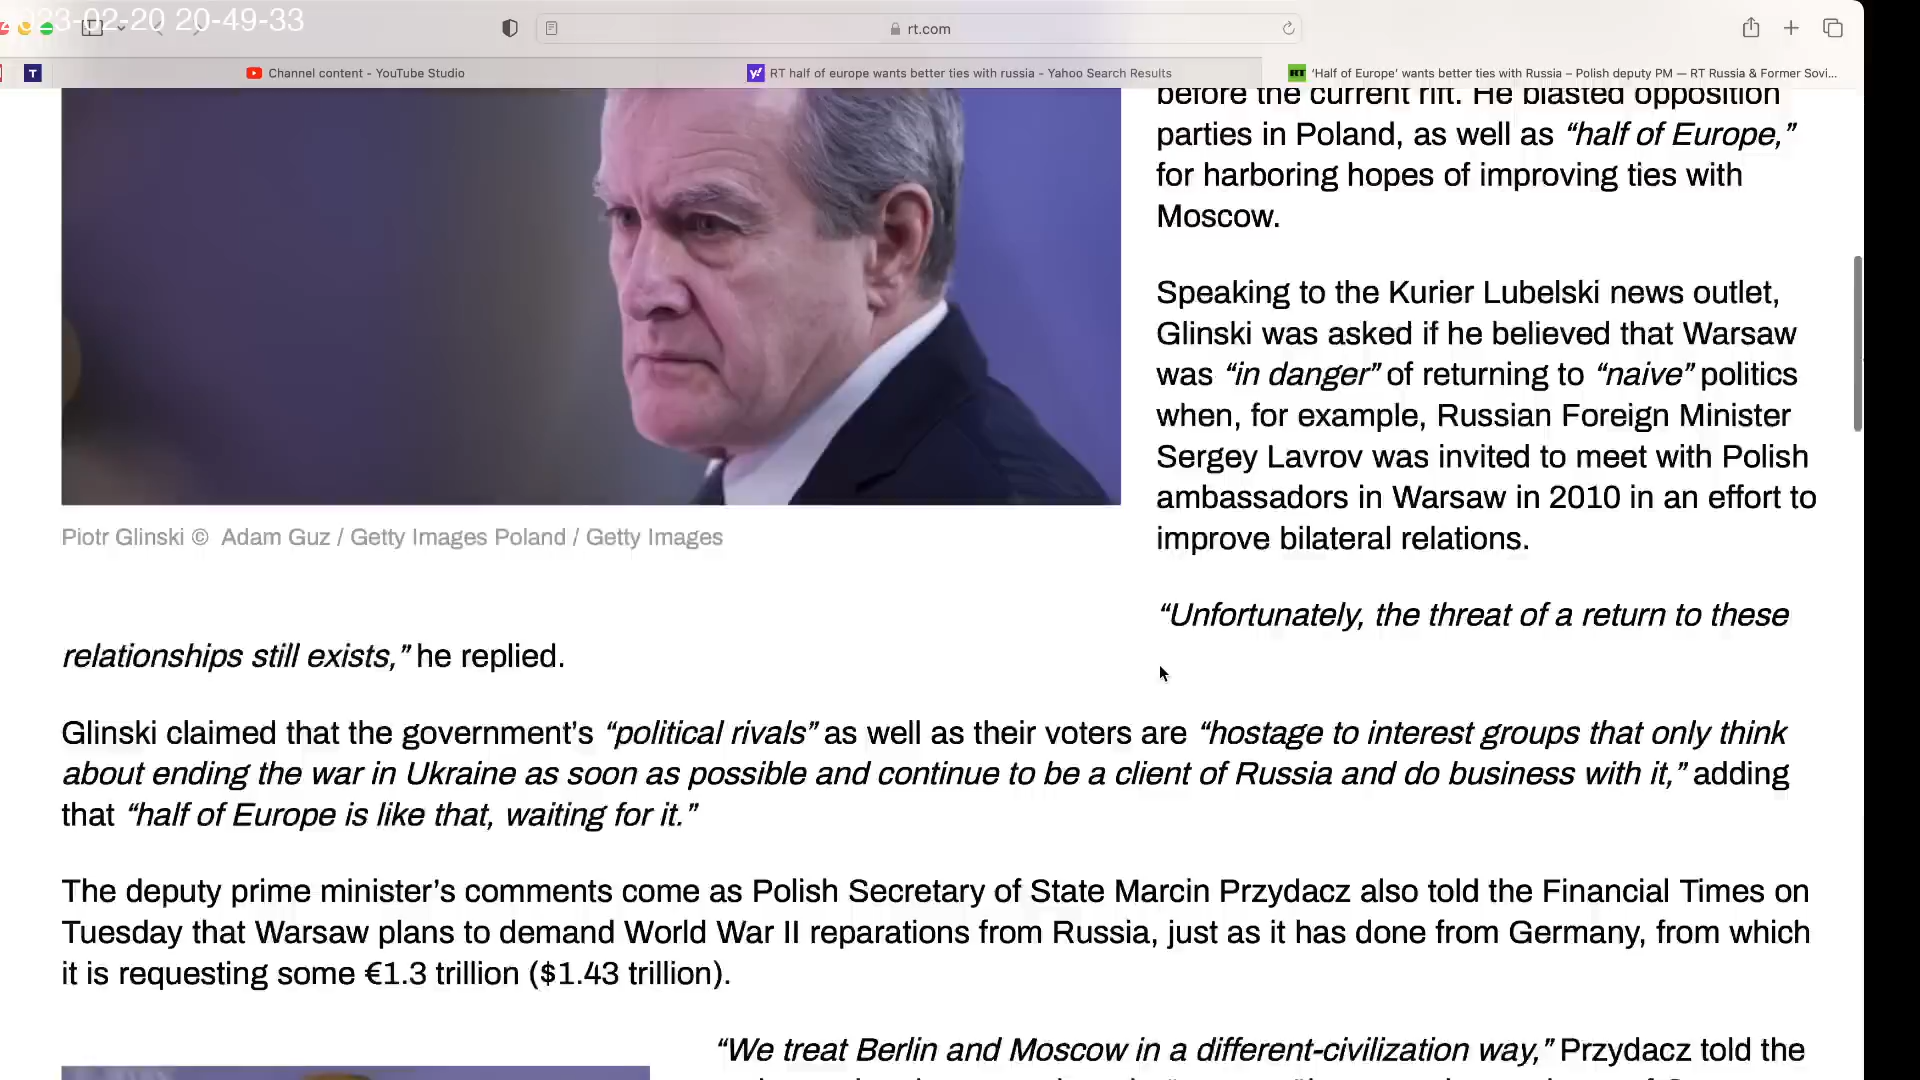 2023-02-20 20-49-33
rt.com
T
Channel content - YouTube Studio
RT half of europe wants better ties with russia - Yahoo Search Results
RT
‘Half of Europe’ wants better ties with Russia – Polish deputy PM — RT Russia & Former Sovi...
before the current rift. He blasted opposition
parties in Poland, as well as “half of Europe,”
for harboring hopes of improving ties with
Moscow.
Speaking to the Kurier Lubelski news outlet,
Glinski was asked if he believed that Warsaw
was “in danger” of returning to “naive” politics
when, for example, Russian Foreign Minister
Sergey Lavrov was invited to meet with Polish
ambassadors in Warsaw in 2010 in an effort to
improve bilateral relations.
Piotr Glinski © Adam Guz / Getty Images Poland / Getty Images
“Unfortunately, the threat of a return to these
relationships still exists,” he replied.
Glinski claimed that the government’s “political rivals” as well as their voters are “hostage to interest groups that only think
about ending the war in Ukraine as soon as possible and continue to be a client of Russia and do business with it,” adding
that “half of Europe is like that, waiting for it.”
The deputy prime minister’s comments come as Polish Secretary of State Marcin Przydacz also told the Financial Times on
Tuesday that Warsaw plans to demand World War II reparations from Russia, just as it has done from Germany, from which
it is requesting some €1.3 trillion ($1.43 trillion).
“We treat Berlin and Moscow in a different-civilization way,” Przydacz told the